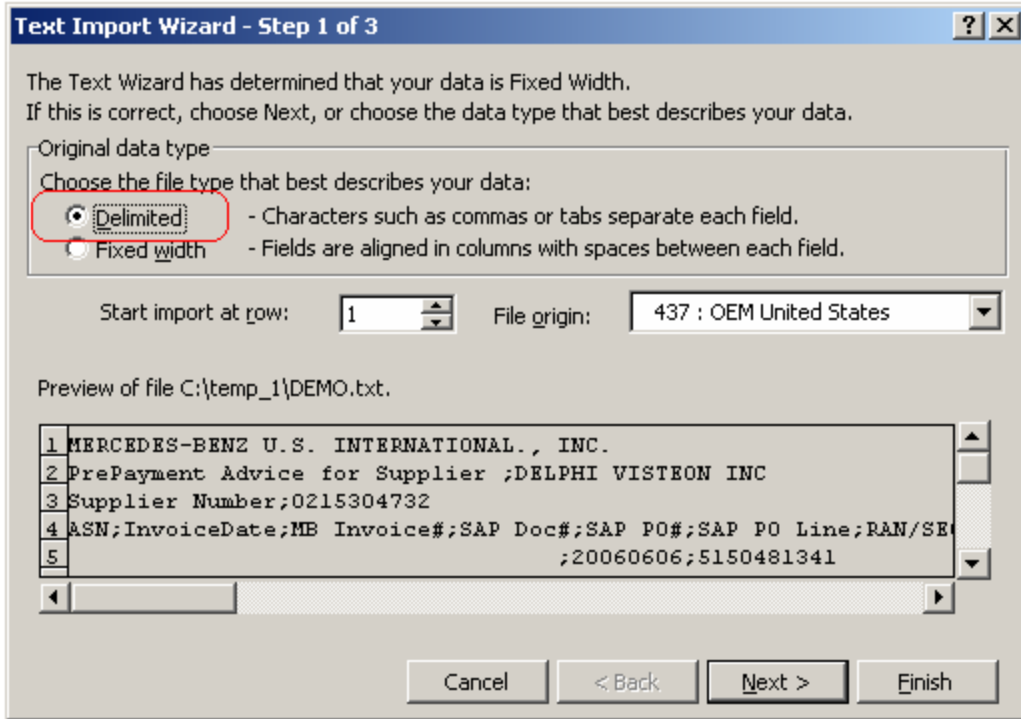 Text Import Wizard - Step 1 of 3
The Text Wizard has determined that your data is Fixed Width.
If this is correct, choose Next, or choose the data type that best describes your data.
Original data type
Choose the file type that best describes your data:
Delimited - Characters such as commas or tabs separate each field.
Fixed width - Fields are aligned in columns with spaces between each field.
Start import at row: 1 File origin: 437 : OEM United States
Preview of file C:\temp_1\DEMO.txt.
1 MERCEDES-BENZ U.S. INTERNATIONAL., INC.
2 PrePayment Advice for Supplier ;DELPHI VISTEON INC
3 Supplier Number;0215304732
4 ASN;InvoiceDate;MB Invoice#;SAP Doc#;SAP PO#;SAP PO Line;RAN/SE
5 ;20060606;5150481341
Cancel < Back Next > Finish